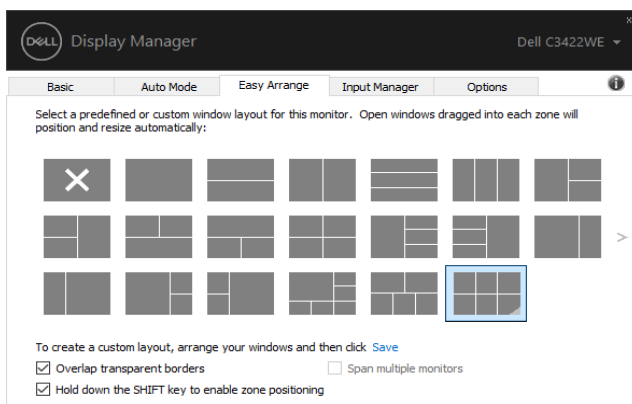 DELL Display Manager Dell C3422WE
Basic Auto Mode Easy Arrange Input Manager Options
Select a predefined or custom window layout for this monitor. Open windows dragged into each zone will
position and resize automatically:
To create a custom layout, arrange your windows and then click Save
Overlap transparent borders Span multiple monitors
Hold down the SHIFT key to enable zone positioning